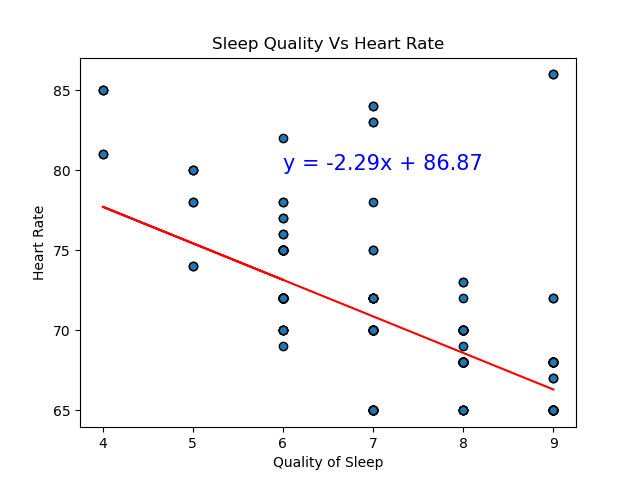 Sleep Quality Vs Heart Rate
85
80
75
70
65
Heart Rate
y = -2.29x + 86.87
4 5 6 7 8 9
Quality of Sleep